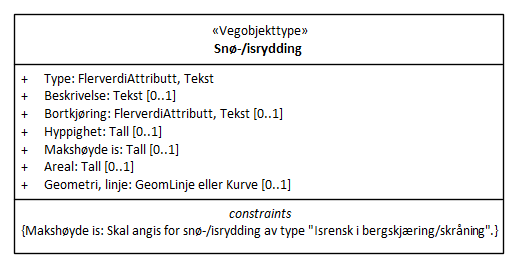 «Vegobjekttype»
Snø-/isrydding
+ Type: FlerverdiAttributt, Tekst
+ Beskrivelse: Tekst [0..1]
+ Bortkjøring: FlerverdiAttributt, Tekst [0..1]
+ Hyppighet: Tall [0..1]
+ Makshøyde is: Tall [0..1]
+ Areal: Tall [0..1]
+ Geometri, linje: GeomLinje eller Kurve [0..1]
constraints
{Makshøyde is: Skal angis for snø-/isrydding av type "Isrensk i bergskjæring/skråning".}